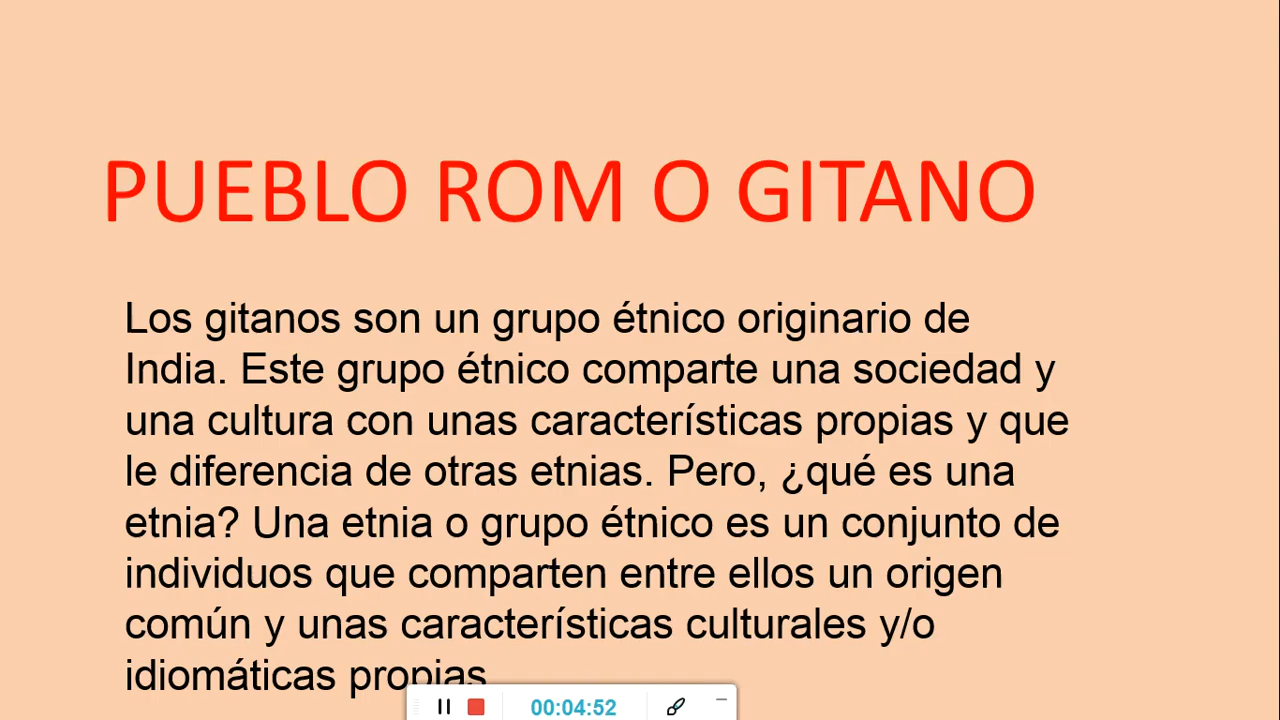 PUEBLO ROM O GITANO
Los gitanos son un grupo étnico originario de
India. Este grupo étnico comparte una sociedad y
una cultura con unas características propias y que
le diferencia de otras etnias. Pero, ¿qué es una
etnia? Una etnia o grupo étnico es un conjunto de
individuos que comparten entre ellos un origen
común y unas características culturales y/o
idiomáticas propias
00:04:52